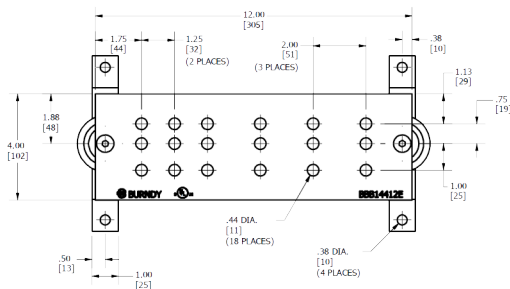 12.00
[305]
1.75
[44]
1.25
[32]
(2 PLACES)
2.00
[51]
(3 PLACES)
.38
[10]
1.13
[29]
.75
[19]
1.88
[48]
4.00
[102]
1.00
[25]
BURNDY
UL
BBB14412E
.44 DIA.
[11]
(18 PLACES)
.38 DIA.
[10]
(4 PLACES)
.50
[13]
1.00
[25]